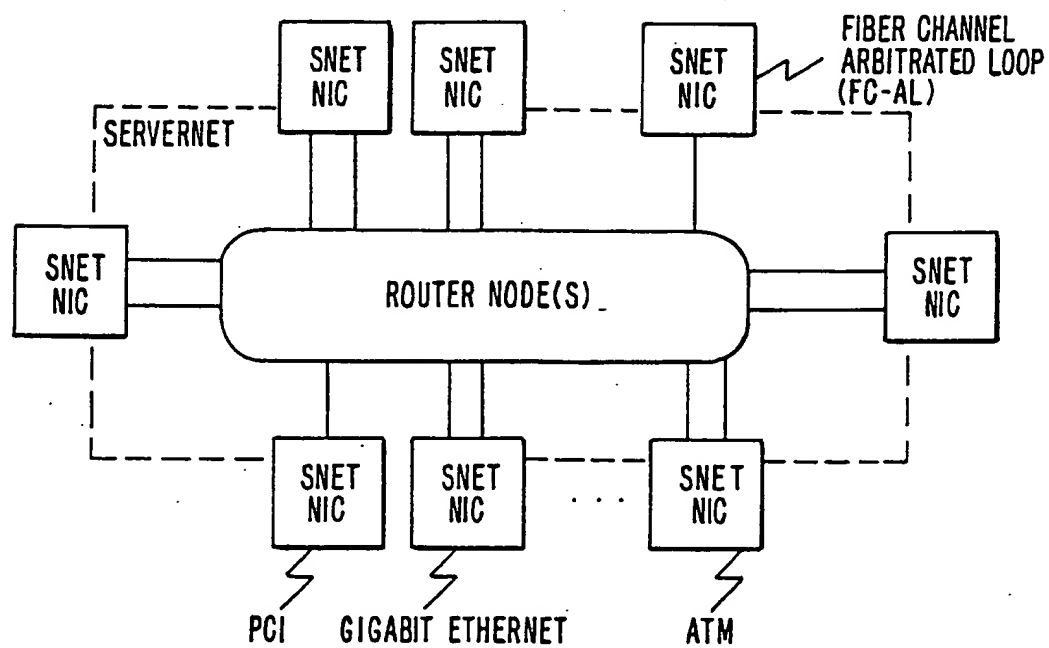 SNET
NIC
SNET
NIC
SNET
NIC
FIBER CHANNEL
ARBITRATED LOOP
(FC-AL)
SERVERNET
SNET
NIC
ROUTER NODE(S)
SNET
NIC
SNET
NIC
SNET
NIC
. . .
SNET
NIC
PCI
GIGABIT ETHERNET
ATM